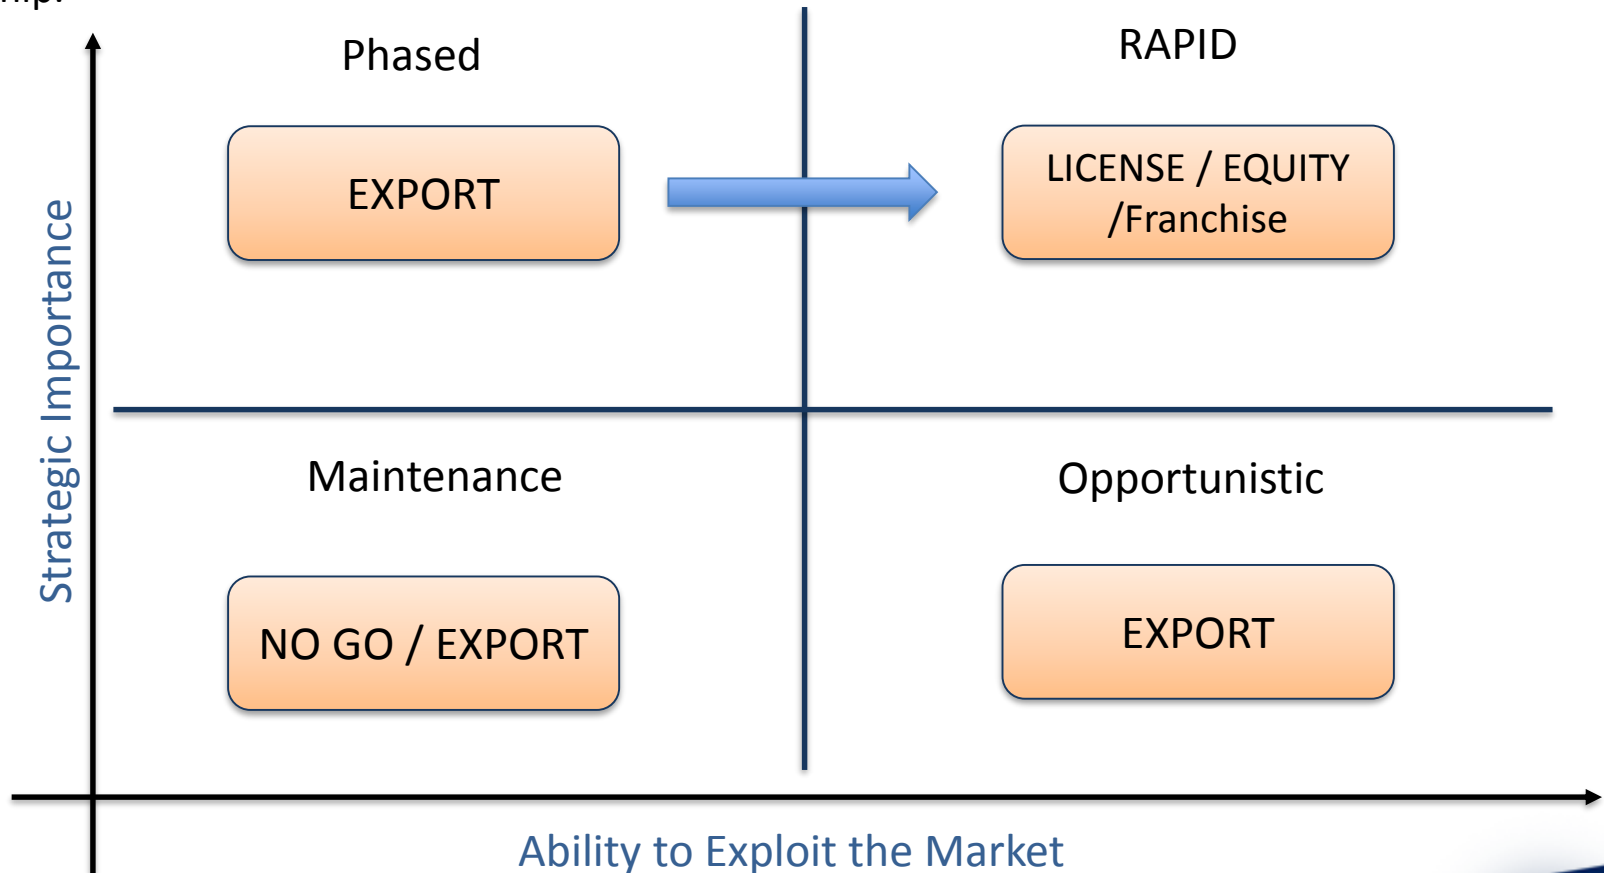 Phased
RAPID
EXPORT
LICENSE / EQUITY
/Franchise
Strategic Importance
Maintenance
Opportunistic
NO GO / EXPORT
EXPORT
Ability to Exploit the Market